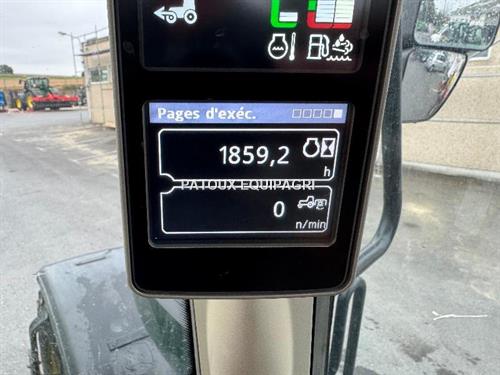 Pages d'exéc.
1859,2
h
PATOUX EQUIPAGRI
0
n/min